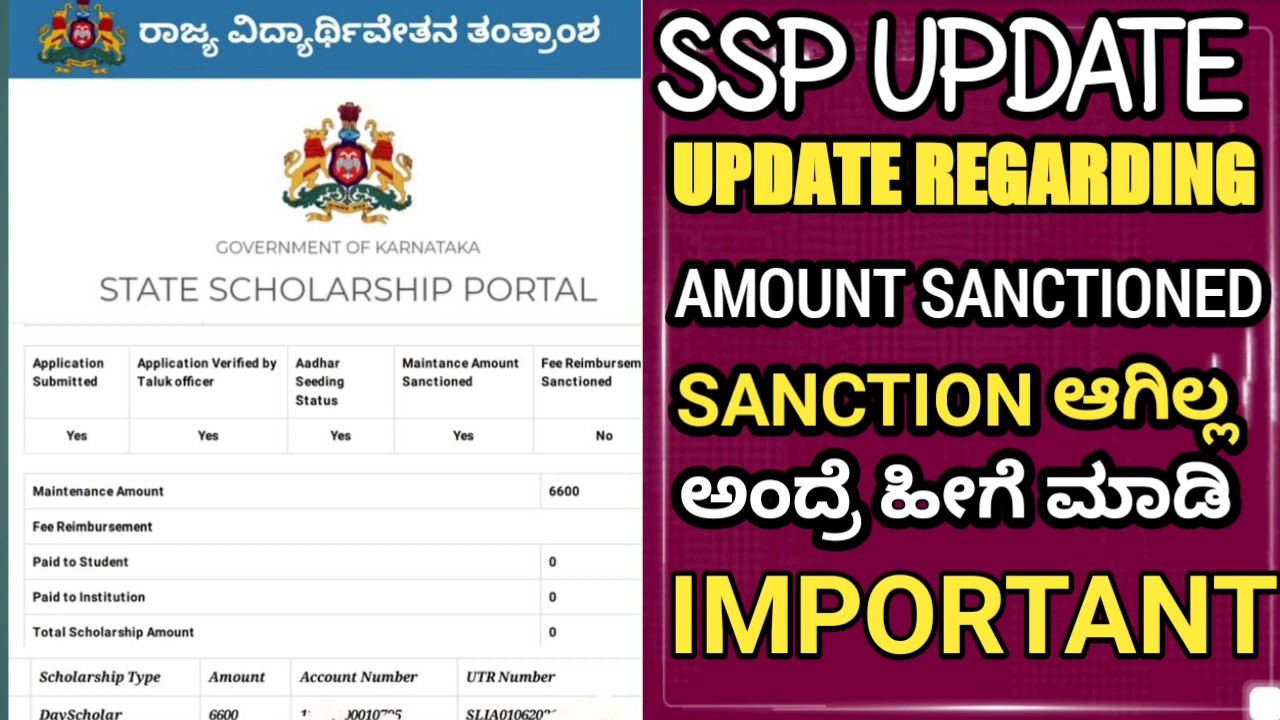 ರಾಜ್ಯ ವಿದ್ಯಾರ್ಥಿವೇತನ ತಂತ್ರಾಂಶ
GOVERNMENT OF KARNATAKA
STATE SCHOLARSHIP PORTAL
Application Submitted
Application Verified by Taluk officer
Aadhar Seeding Status
Maintance Amount Sanctioned
Fee Reimbursem Sanctioned
Yes Yes Yes Yes No
Maintenance Amount 6600
Fee Reimbursement
Paid to Student 0
Paid to Institution 0
Total Scholarship Amount 0
Scholarship Type Amount Account Number UTR Number
DayScholar 6600
SSP UPDATE
UPDATE REGARDING
AMOUNT SANCTIONED
SANCTION ಆಗಿಲ್ಲ
ಅಂದ್ರೆ ಹೀಗೆ ಮಾಡಿ
IMPORTANT